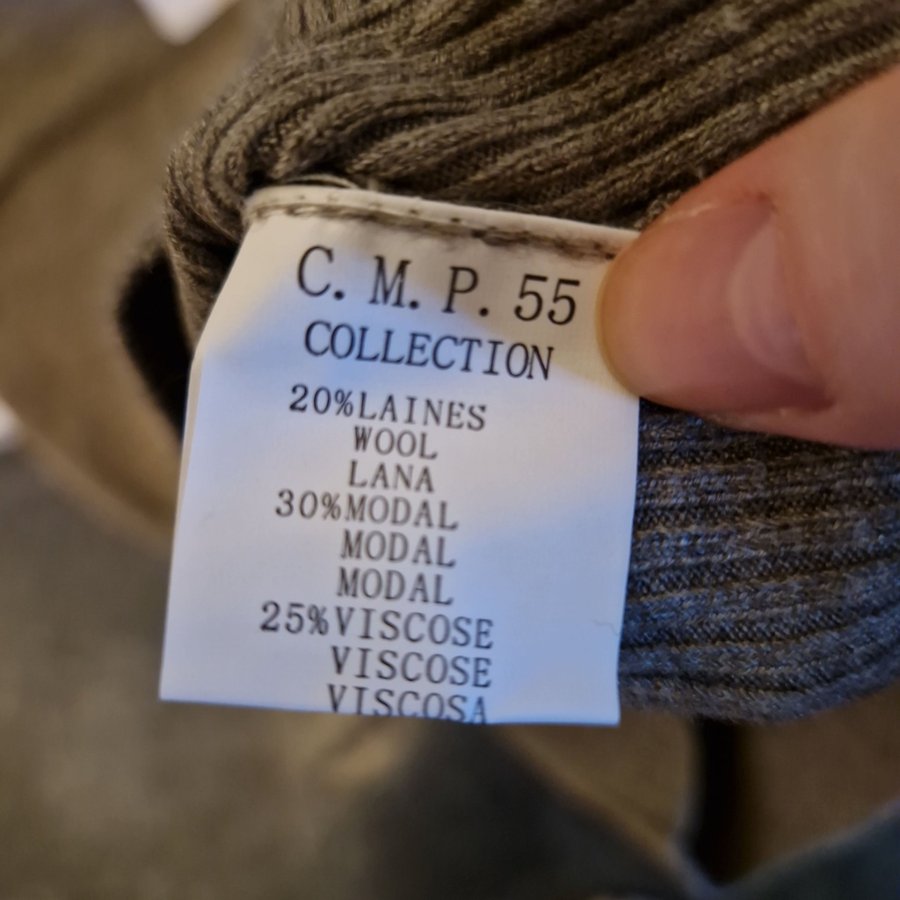 C. M. P. 55
COLLECTION
20%LAINES
WOOL
LANA
30%MODAL
MODAL
MODAL
25%VISCOSE
VISCOSE
VISCOSA